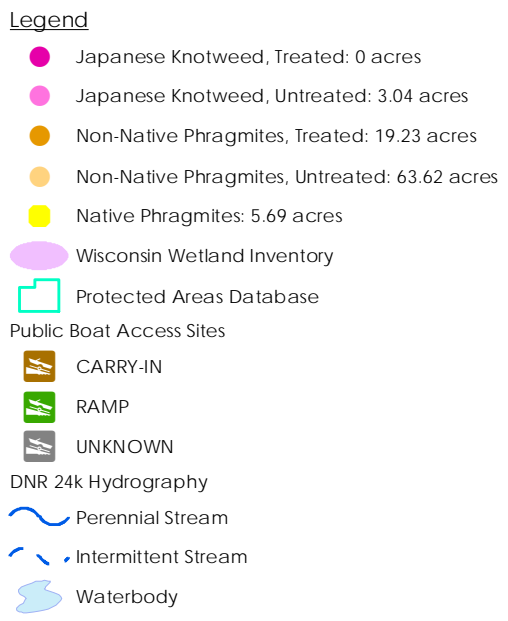 Legend
Japanese Knotweed, Treated: 0 acres
Japanese Knotweed, Untreated: 3.04 acres
Non-Native Phragmites, Treated: 19.23 acres
Non-Native Phragmites, Untreated: 63.62 acres
Native Phragmites: 5.69 acres
Wisconsin Wetland Inventory
Protected Areas Database
Public Boat Access Sites
CARRY-IN
RAMP
UNKNOWN
DNR 24k Hydrography
Perennial Stream
Intermittent Stream
Waterbody